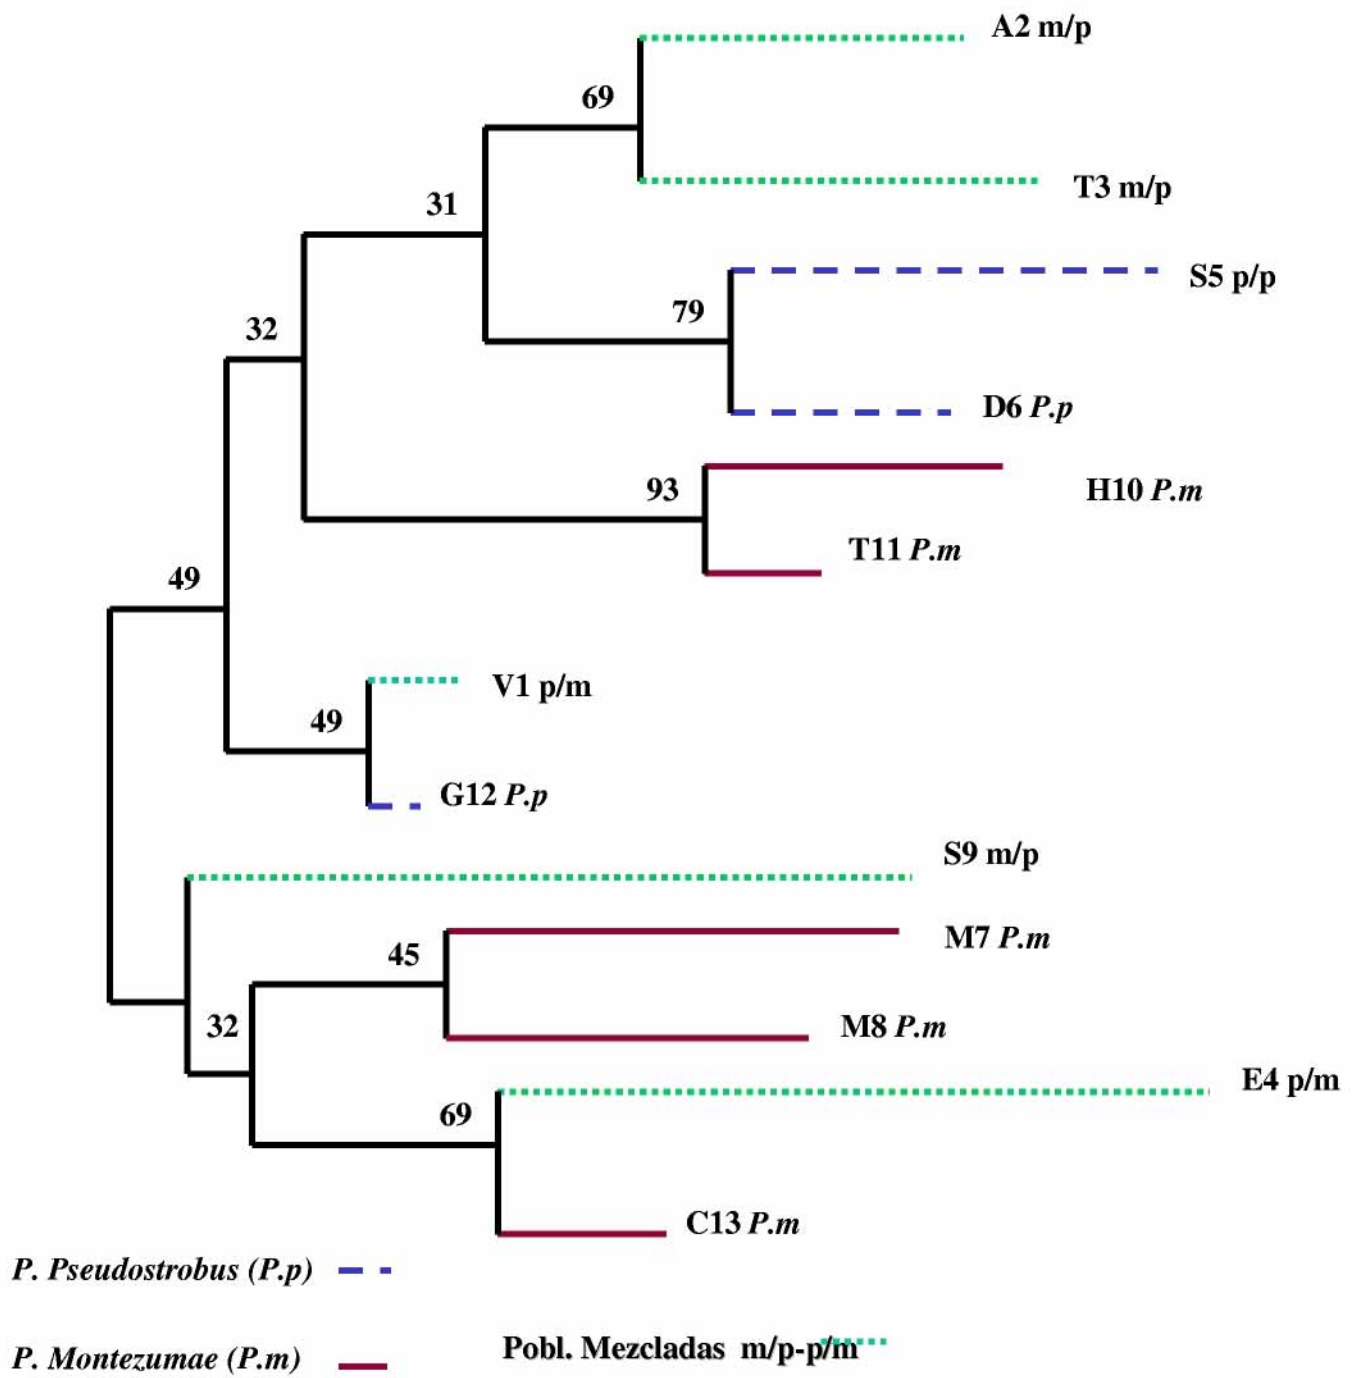 A2 m/p
69
T3 m/p
31
S5 p/p
79
32
D6 P.p
93
H10 P.m
T11 P.m
49
V1 p/m
49
G12 P.p
S9 m/p
M7 P.m
45
M8 P.m
32
E4 p/m
69
C13 P.m
P. Pseudostrobus (P.p)
P. Montezumae (P.m)
Pobl. Mezcladas m/p-p/m